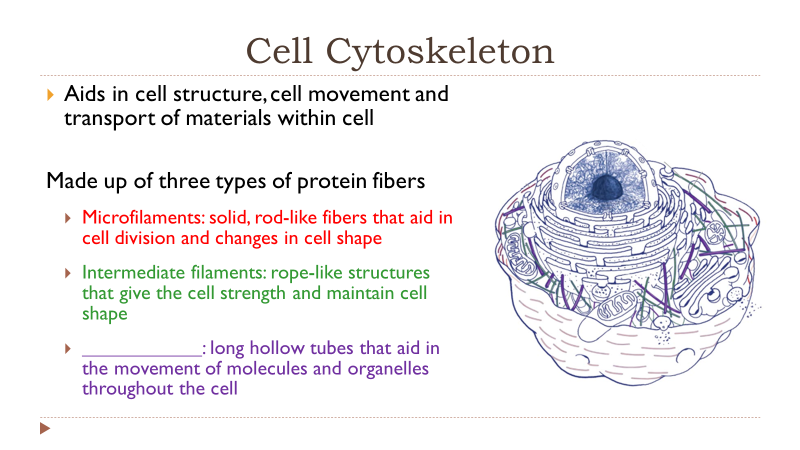 Cell Cytoskeleton
Aids in cell structure, cell movement and
transport of materials within cell
Made up of three types of protein fibers
Microfilaments: solid, rod-like fibers that aid in
cell division and changes in cell shape
Intermediate filaments: rope-like structures
that give the cell strength and maintain cell
shape
____________: long hollow tubes that aid in
the movement of molecules and organelles
throughout the cell